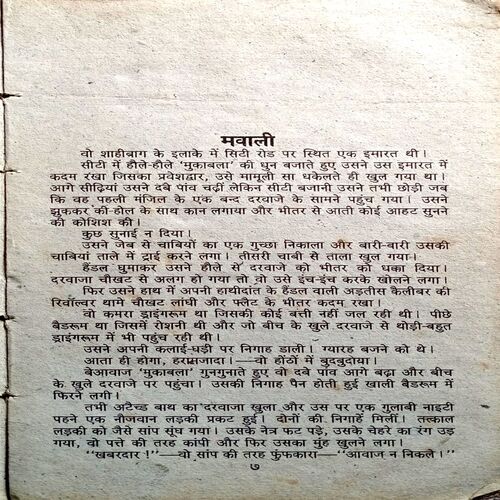 मवाली
वो शाहीबाग के इलाके में सिटी रोड पर स्थित एक इमारत थी।
सीटी में हौले-हौले 'मुकाबला' की धुन बजाते हुए उसने उस इमारत में
कदम रखा जिसका प्रवेशद्वार, उसे मामूली सा धकेलते ही खुल गया था।
आगे सीढ़ियां उसने दबे पांव चढ़ीं लेकिन सीटी बजानी उसने तभी छोड़ी जब
कि वह पहली मंजिल के एक बन्द दरवाजे के सामने पहुंच गया। उसने
झुककर की-होल के साथ कान लगाया और भीतर से आती कोई आहट सुनने
की कोशिश की।
कुछ सुनाई न दिया।
उसने जेब से चाबियों का एक गुच्छा निकाला और बारी-बारी उसकी
चाबियां ताले में ट्राई करने लगा। तीसरी चाबी से ताला खुल गया।
हैंडल घुमाकर उसने हौले से दरवाजे को भीतर को धक्का दिया।
दरवाजा चौखट से अलग हो गया तो वो उसे इंच-इंच करके खोलने लगा।
फिर उसने हाथ में अपनी हाथीदांत के हैंडल वाली अड़तीस कैलीबर की
रिवॉल्वर थामे चौखट लांघी और फ्लैट के भीतर कदम रखा।
वो कमरा ड्राइंगरूम था जिसकी कोई बत्ती नहीं जल रही थी। पीछे
बैडरूम था जिसमें रोशनी थी और जो बीच के खुले दरवाजे से थोड़ी-बहुत
ड्राइंगरूम में भी पहुंच रही थी।
उसने अपनी कलाई-घड़ी पर निगाह डाली। ग्यारह बजने को थे।
आता ही होगा, हरामजादा।—वो होंठों में बुदबुदाया।
बेआवाज 'मुकाबला' गुनगुनाते हुए वो दबे पांव आगे बढ़ा और बीच
के खुले दरवाजे पर पहुंचा। उसकी निगाह पैन होती हुई खाली बैडरूम में
फिरने लगी।
तभी अटैच्ड बाथ का दरवाजा खुला और उस पर एक गुलाबी नाइटी
पहने एक नौजवान लड़की प्रकट हुई। दोनों की निगाहें मिलीं। तत्काल
लड़की को जैसे सांप सूंघ गया। उसके नेत्र फट पड़े, उसके चेहरे का रंग उड़
गया, वो पत्ते की तरह कांपी और फिर उसका मुंह खुलने लगा।
"खबरदार!"—वो सांप की तरह फुंफकारा—"आवाज न निकले।"
७